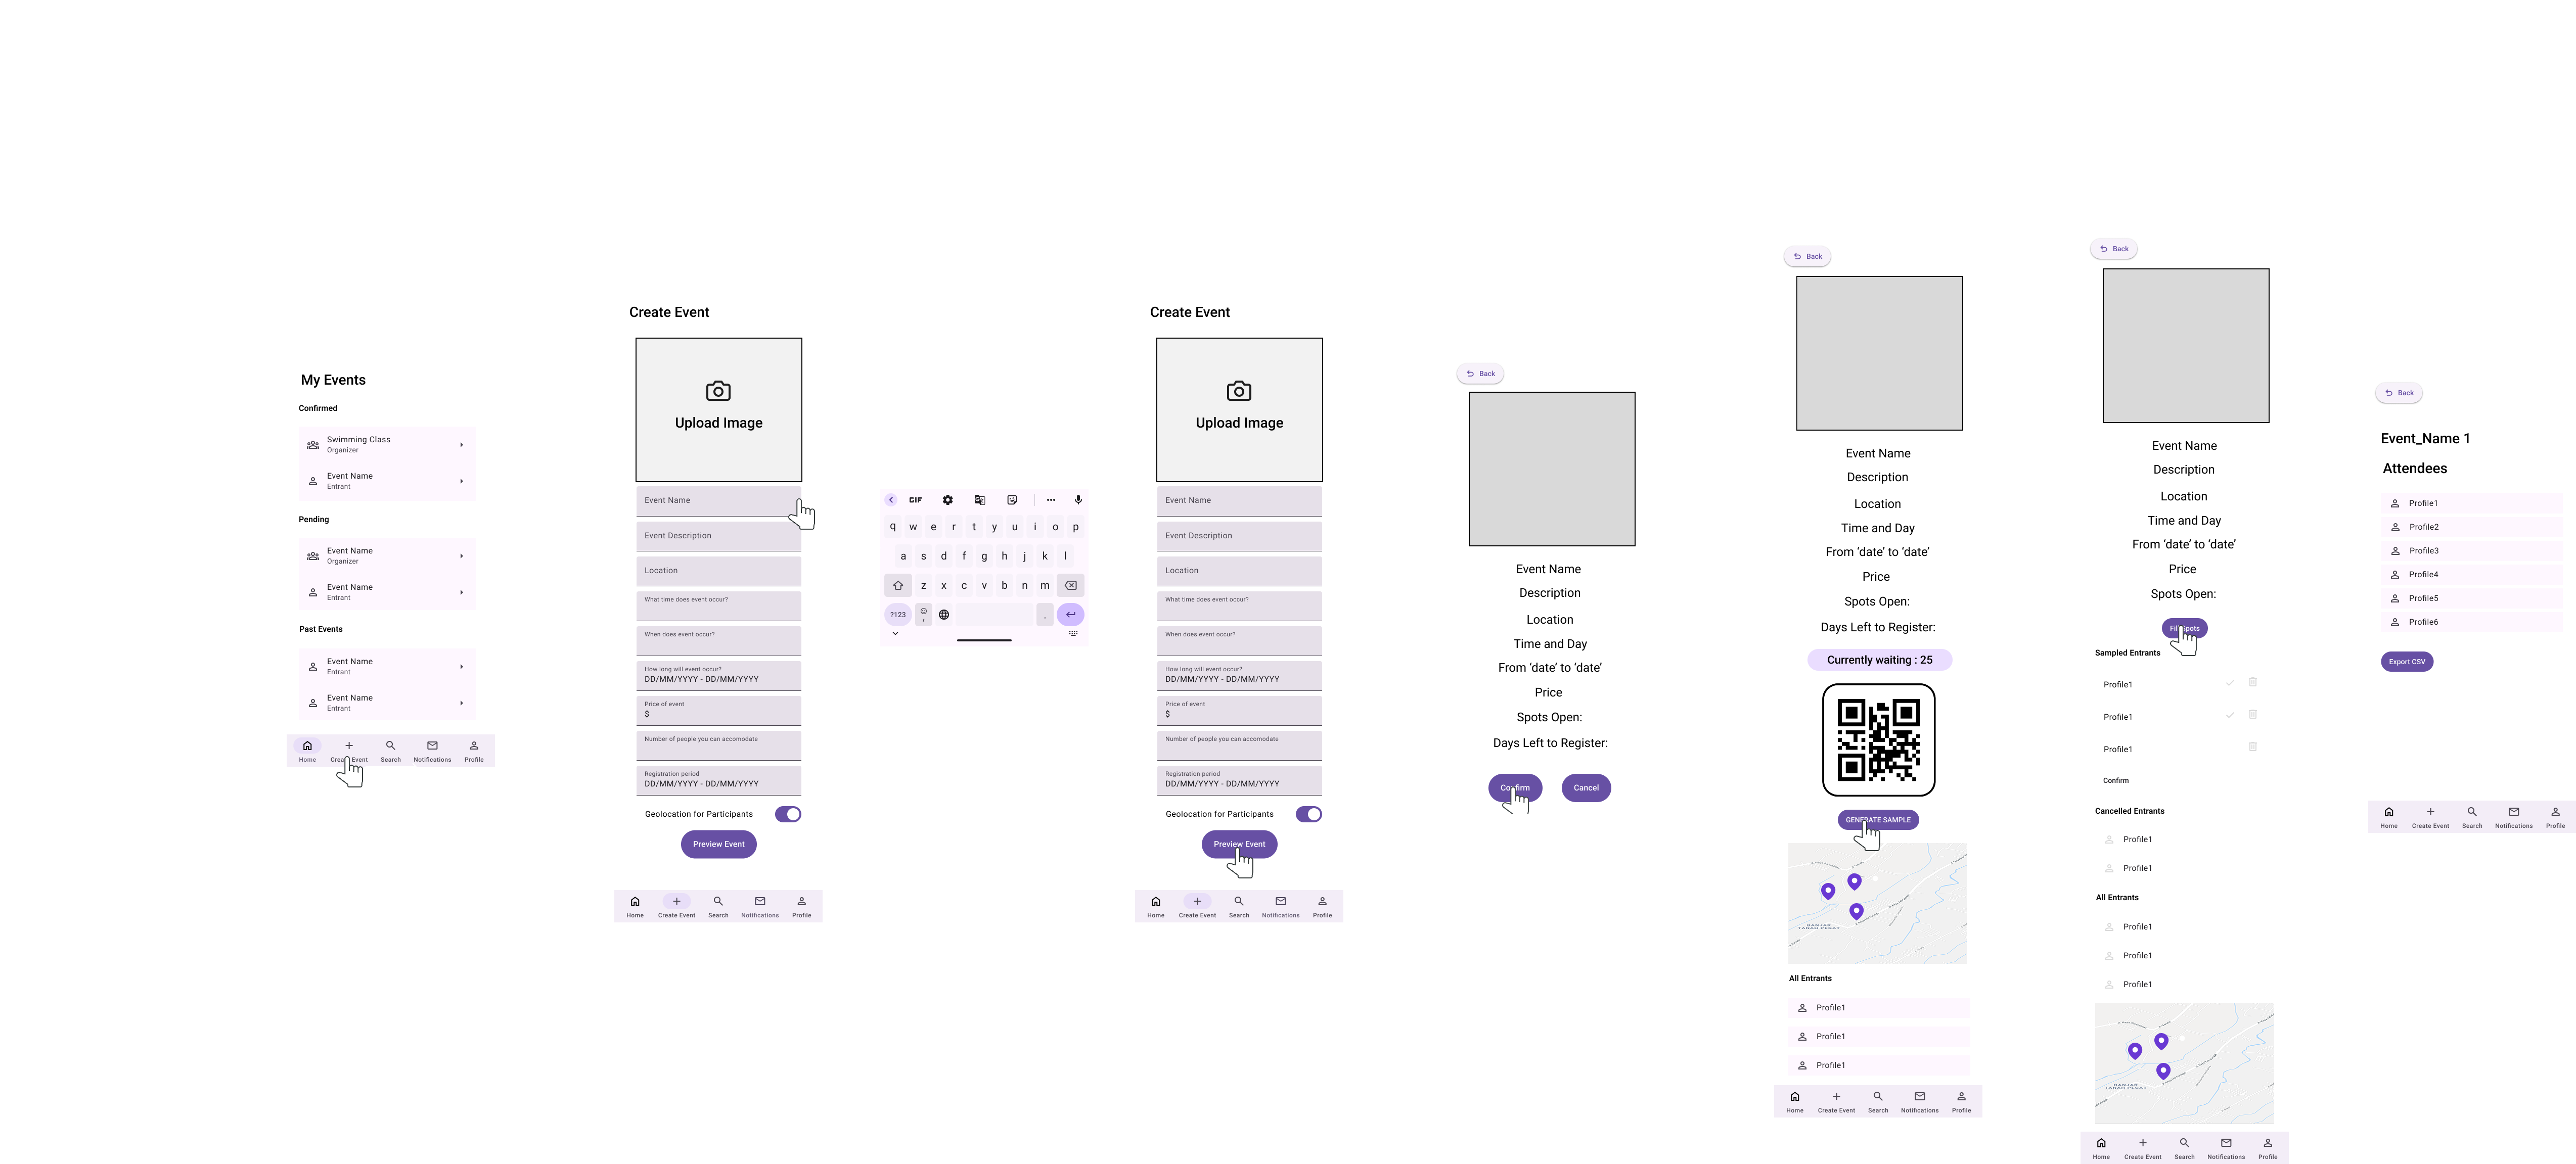 My Events
Confirmed
Swimming Class
Organizer
Event Name
Entrant
Pending
Event Name
Organizer
Event Name
Entrant
Past Events
Event Name
Entrant
Event Name
Entrant
Home Create Event Search Notifications Profile
Create Event
Upload Image
Event Name
Event Description
Location
What time does event occur?
When does event occur?
How long will event occur?
DD/MM/YYYY - DD/MM/YYYY
Price of event
$
Number of people you can accomodate
Registration period
DD/MM/YYYY - DD/MM/YYYY
Geolocation for Participants
Preview Event
Home Create Event Search Notifications Profile
GIF
q w e r t y u i o p
a s d f g h j k l
z x c v b n m
?123 , .
Create Event
Upload Image
Event Name
Event Description
Location
What time does event occur?
When does event occur?
How long will event occur?
DD/MM/YYYY - DD/MM/YYYY
Price of event
$
Number of people you can accomodate
Registration period
DD/MM/YYYY - DD/MM/YYYY
Geolocation for Participants
Preview Event
Home Create Event Search Notifications Profile
Back
Event Name
Description
Location
Time and Day
From ‘date’ to ‘date’
Price
Spots Open:
Days Left to Register:
Confirm Cancel
Back
Event Name
Description
Location
Time and Day
From ‘date’ to ‘date’
Price
Spots Open:
Days Left to Register:
Currently waiting : 25
GENERATE SAMPLE
BANJAR
TANAH PEGAT
All Entrants
Profile1
Profile1
Profile1
Home Create Event Search Notifications Profile
Back
Event Name
Description
Location
Time and Day
From ‘date’ to ‘date’
Price
Spots Open:
Fill Spots
Sampled Entrants
Profile1
Profile1
Profile1
Confirm
Cancelled Entrants
Profile1
Profile1
All Entrants
Profile1
Profile1
Profile1
BANJAR
TANAH PEGAT
Home Create Event Search Notifications Profile
Back
Event_Name 1
Attendees
Profile1
Profile2
Profile3
Profile4
Profile5
Profile6
Export CSV
Home Create Event Search Notifications Profile